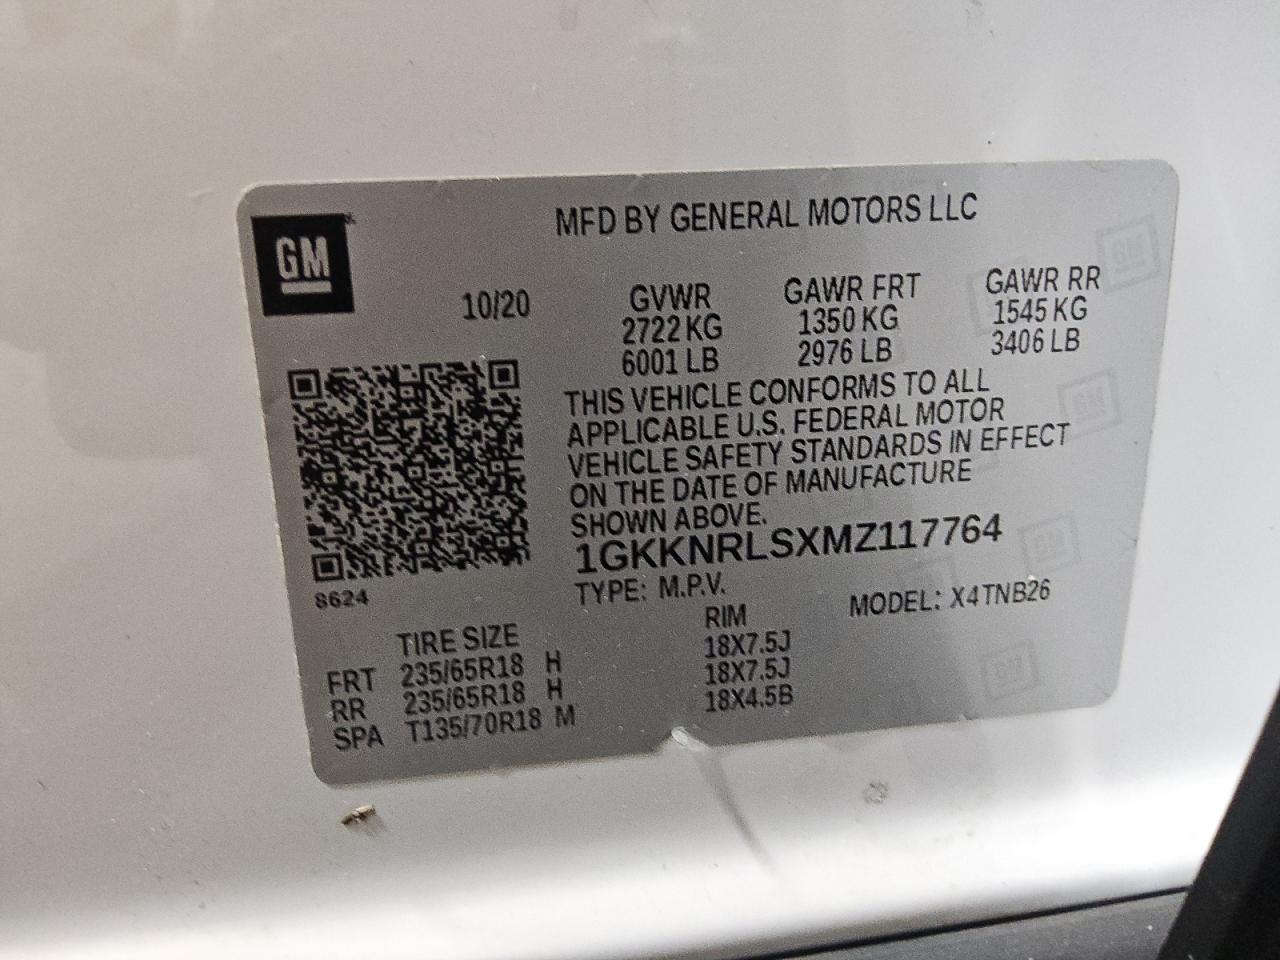 MFD BY GENERAL MOTORS LLC
GM
10/20
GVWR GAWR FRT GAWR RR
2722 KG 1350 KG 1545 KG
6001 LB 2976 LB 3406 LB
THIS VEHICLE CONFORMS TO ALL
APPLICABLE U.S. FEDERAL MOTOR
VEHICLE SAFETY STANDARDS IN EFFECT
ON THE DATE OF MANUFACTURE
SHOWN ABOVE.
1GKKNRLSXMZ117764
8624
TYPE: M.P.V. MODEL: X4TNB26
TIRE SIZE RIM
FRT 235/65R18 H 18X7.5J
RR 235/65R18 H 18X7.5J
SPA T135/70R18 M 18X4.5B